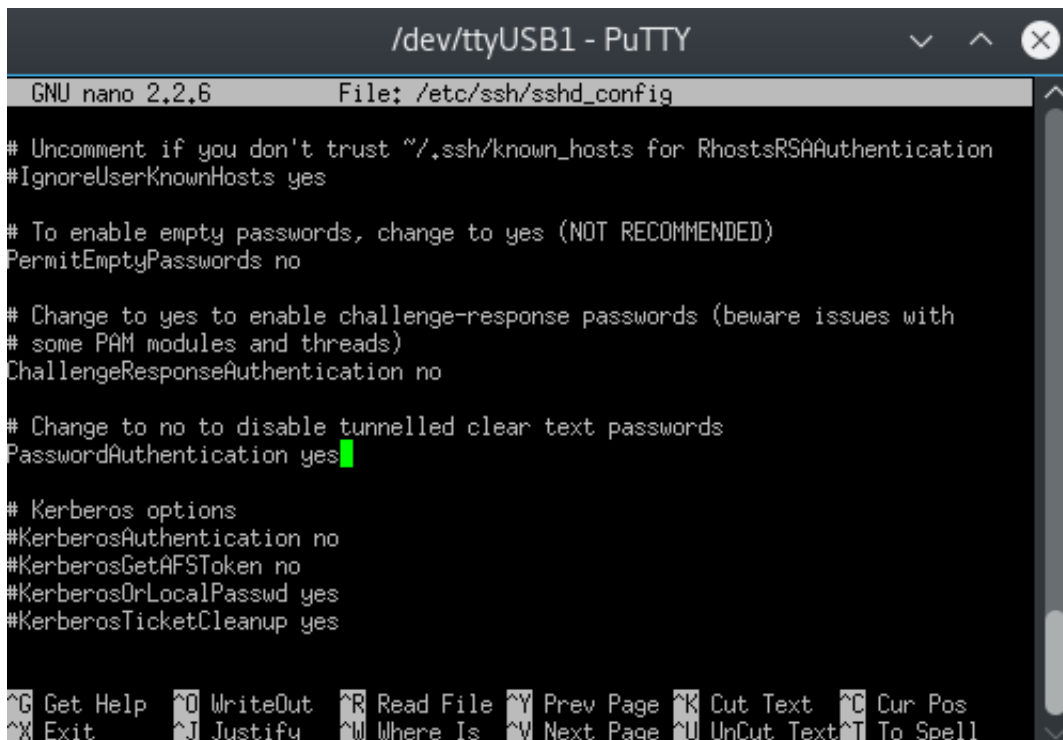 /dev/ttyUSB1 - PuTTY
GNU nano 2.2.6 File: /etc/ssh/sshd_config
# Uncomment if you don't trust ~/.ssh/known_hosts for RhostsRSAAuthentication
#IgnoreUserKnownHosts yes
# To enable empty passwords, change to yes (NOT RECOMMENDED)
PermitEmptyPasswords no
# Change to yes to enable challenge-response passwords (beware issues with
# some PAM modules and threads)
ChallengeResponseAuthentication no
# Change to no to disable tunnelled clear text passwords
PasswordAuthentication yes
# Kerberos options
#KerberosAuthentication no
#KerberosGetAFSToken no
#KerberosOrLocalPasswd yes
#KerberosTicketCleanup yes
^G Get Help ^O WriteOut ^R Read File ^Y Prev Page ^K Cut Text ^C Cur Pos
^X Exit ^J Justify ^W Where Is ^V Next Page ^U UnCut Text ^T To Spell